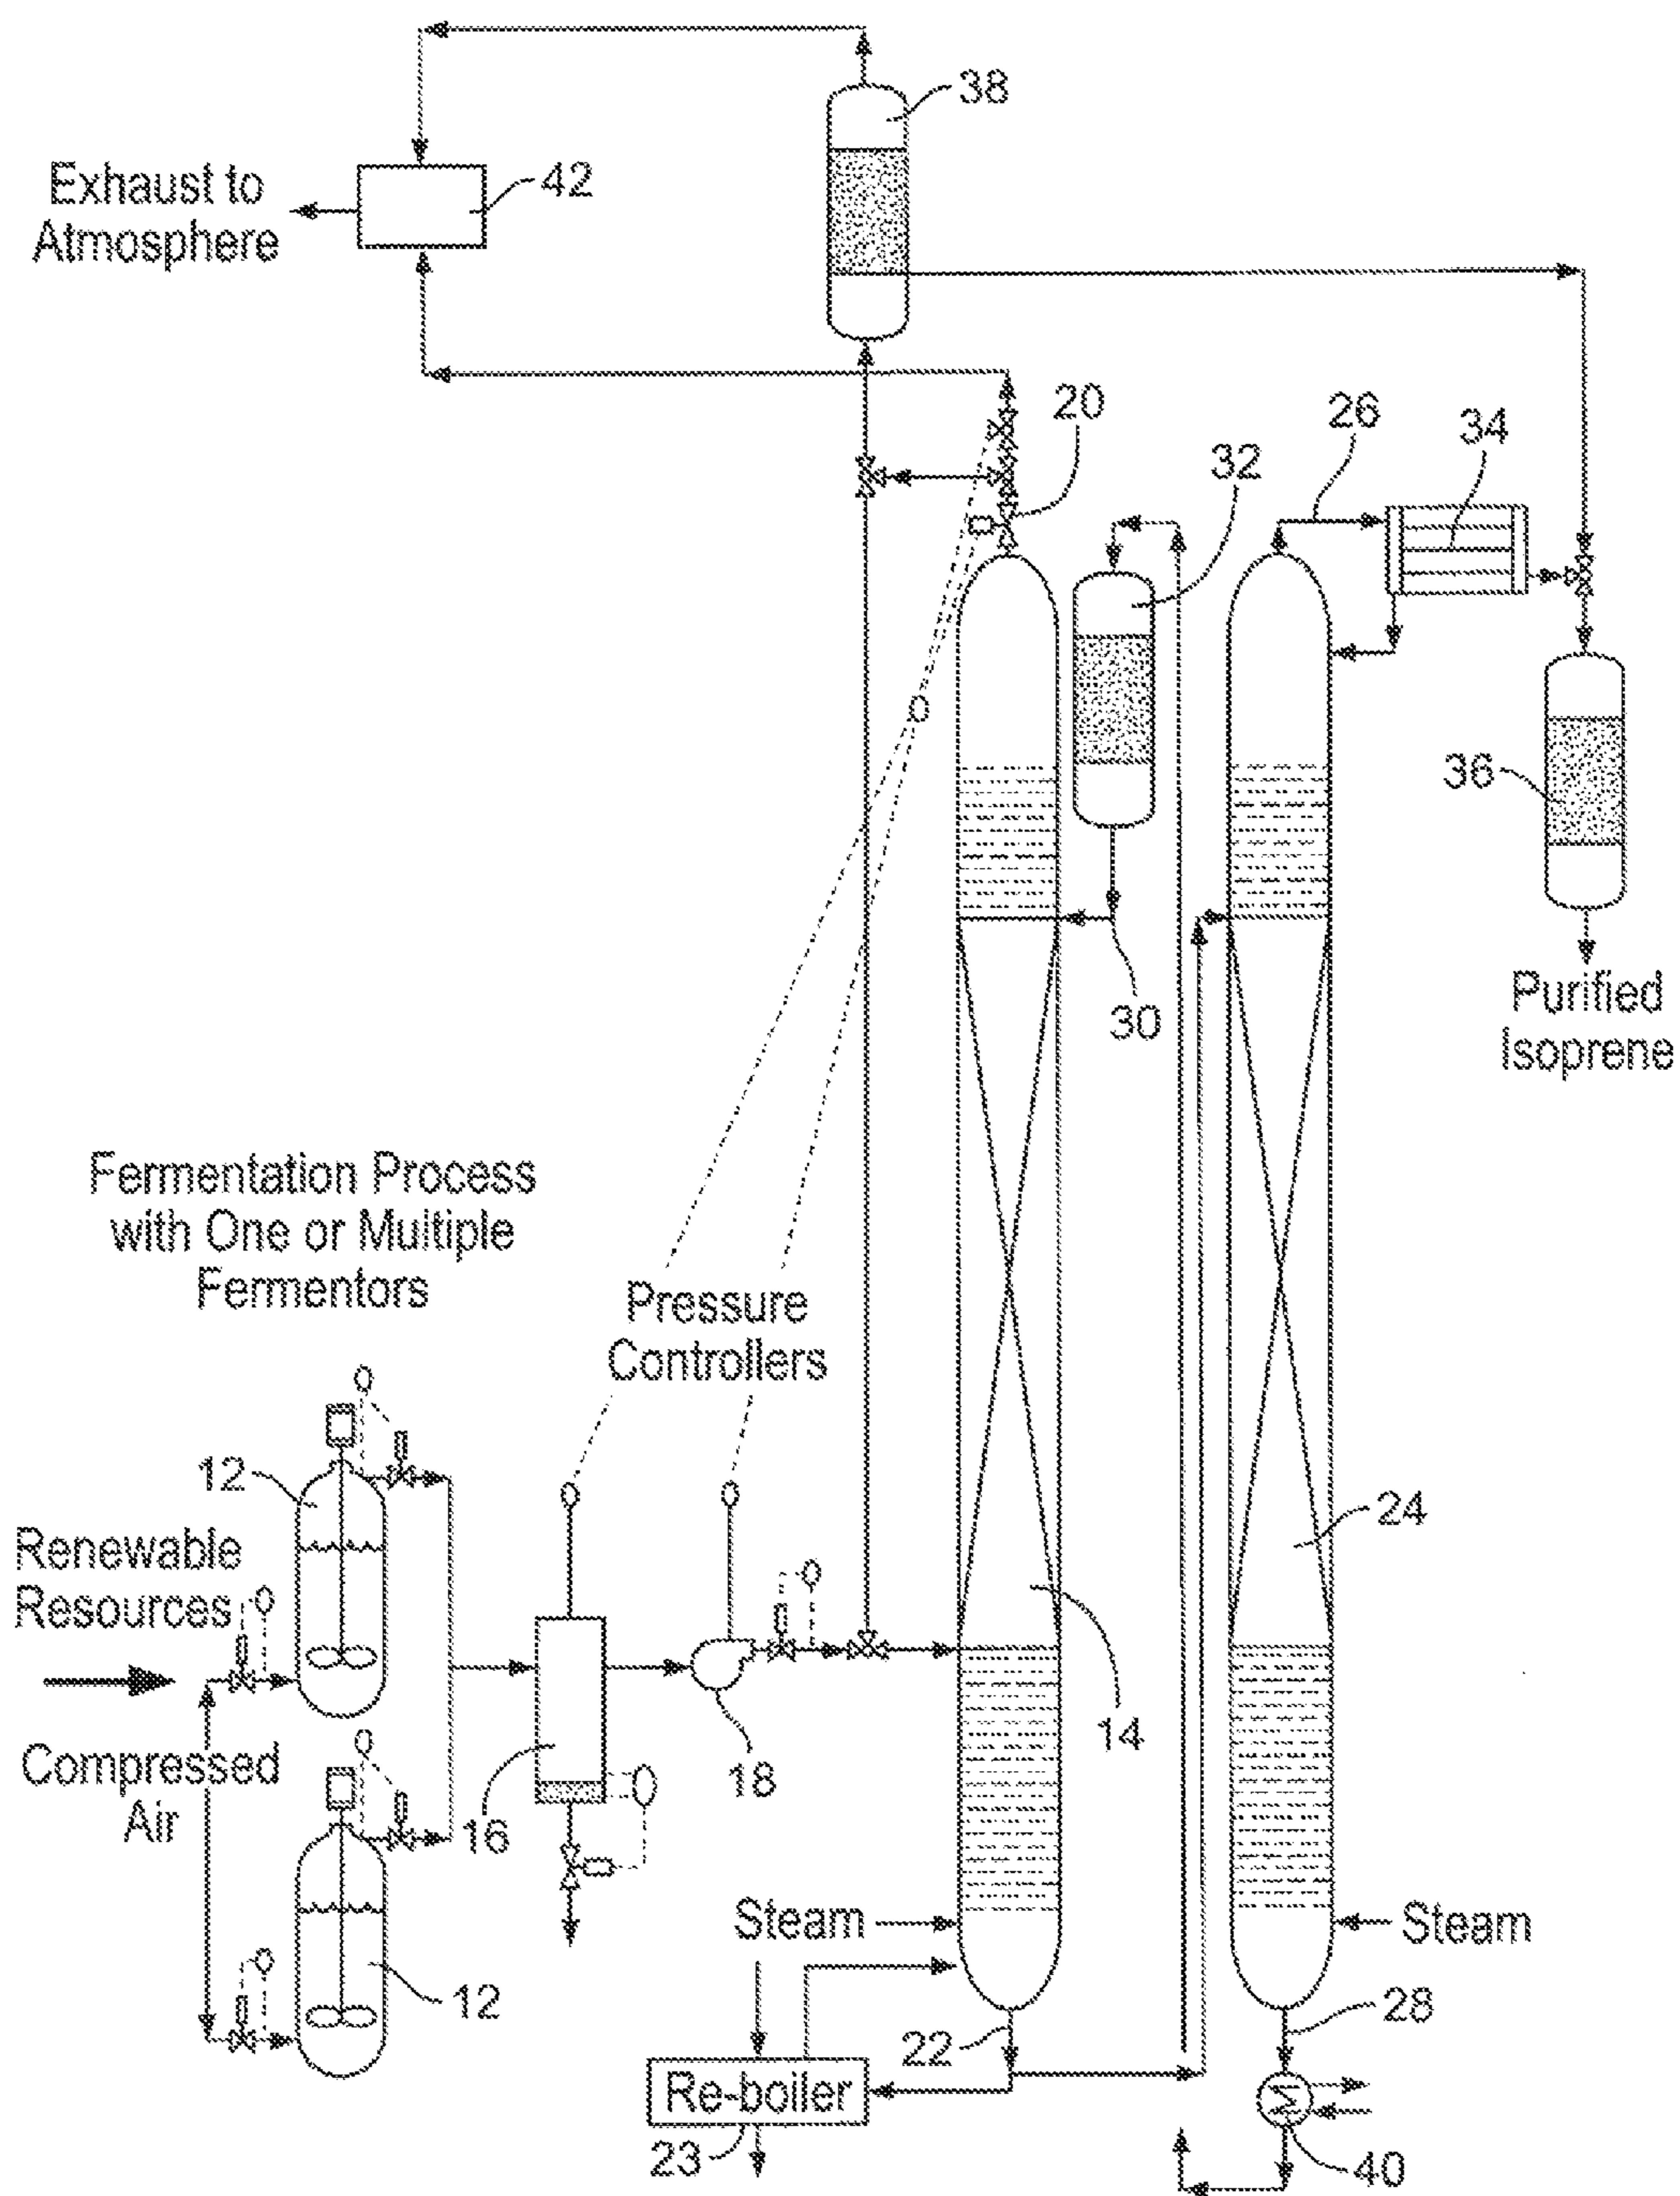 38
Exhaust to
Atmosphere
42
20
26
34
32
36
30
Purified
Isoprene
Fermentation Process
with One or Multiple
Fermentors
Pressure
Controllers
12
Renewable
Resources
24
14
Compressed
Air
18
16
Steam
Steam
12
22
28
Re-boiler
23
40